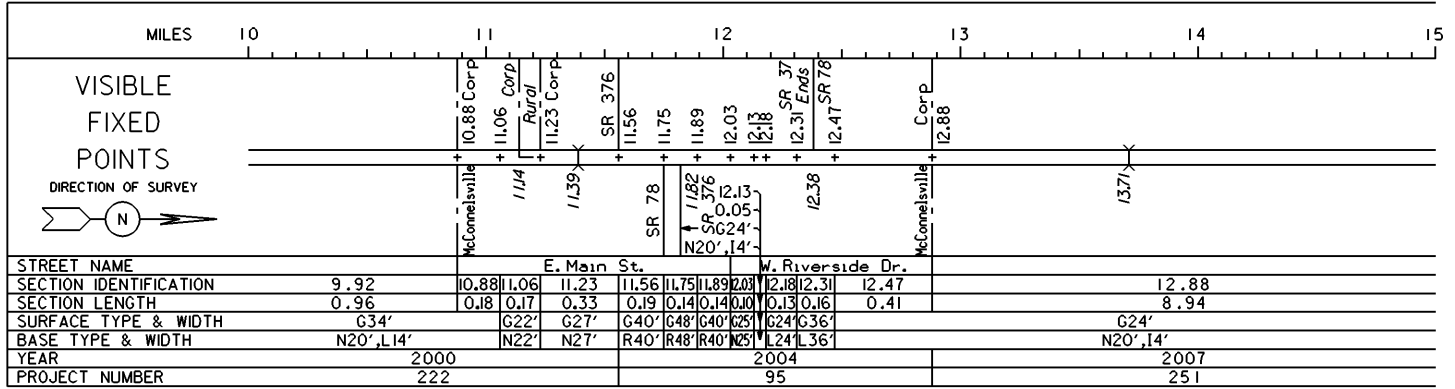 MILES 10 11 12 13 14 15
VISIBLE
FIXED
POINTS
DIRECTION OF SURVEY
N
10.88 Corp
11.06
Corp
Rural
11.23 Corp
SR 376
11.56
11.75
11.89
12.03
12.13
12.18
SR 37
12.31 Ends
SR 78
12.47
Corp
12.88
McConnelsville
11.14
11.39
SR 78
11.82
SR 376
12.13
0.05
G24'
N20',I4'
12.38
McConnelsville
13.71
STREET NAME E. Main St. W. Riverside Dr.
SECTION IDENTIFICATION 9.92 10.88 11.06 11.23 11.56 11.75 11.89 12.03 12.18 12.31 12.47 12.88
SECTION LENGTH 0.96 0.18 0.17 0.33 0.19 0.14 0.14 0.10 0.13 0.16 0.41 8.94
SURFACE TYPE & WIDTH G34' G22' G27' G40' G48' G40' G25' G24' G36' G24'
BASE TYPE & WIDTH N20',L14' N22' N27' R40' R48' R40' N25' L24' L36' N20',I4'
YEAR 2000 2004 2007
PROJECT NUMBER 222 95 251